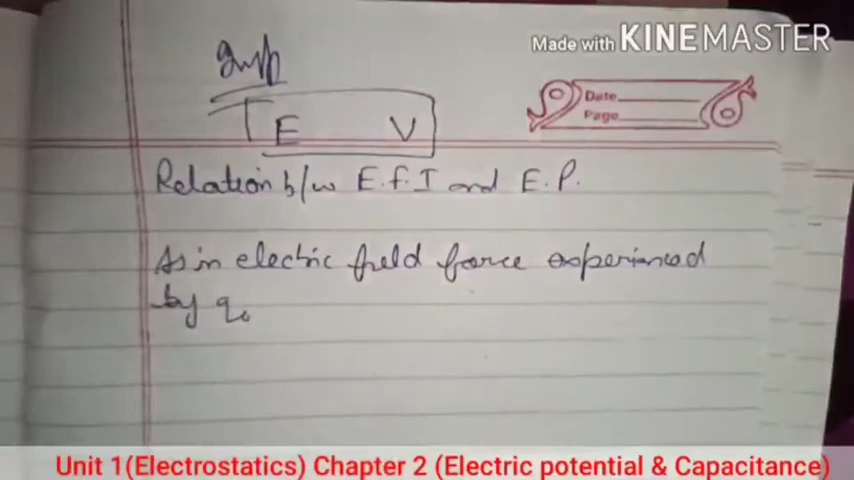 Made with KINEMASTER
Imp
E V
Date
Page
Relation b/w E.f.I and E.P.
As in electric field force experienced
by q₀
Unit 1(Electrostatics) Chapter 2 (Electric potential & Capacitance)